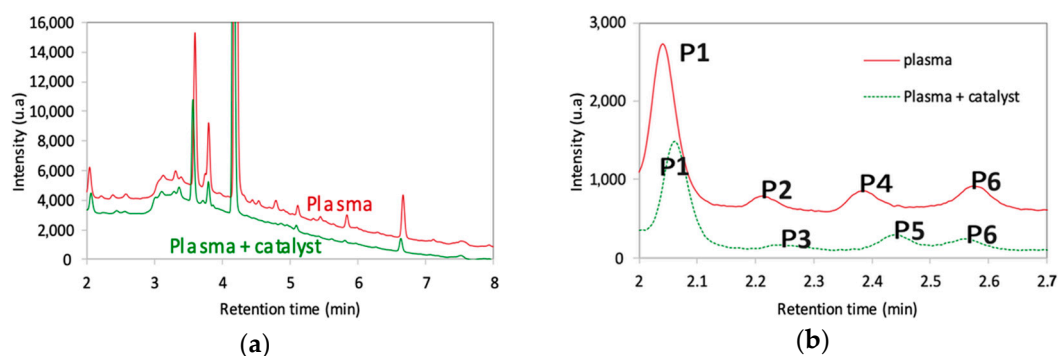 16,000
14,000
12,000
10,000
8,000
6,000
4,000
2,000
0
Intensity (u.a)
Plasma
Plasma + catalyst
2 3 4 5 6 7 8
Retention time (min)
(a)
3,000
2,000
1,000
0
Intensity (u.a)
P1
P1
P2
P3
P4
P5
P6
P6
plasma
Plasma + catalyst
2 2.1 2.2 2.3 2.4 2.5 2.6 2.7
Retention time (min)
(b)